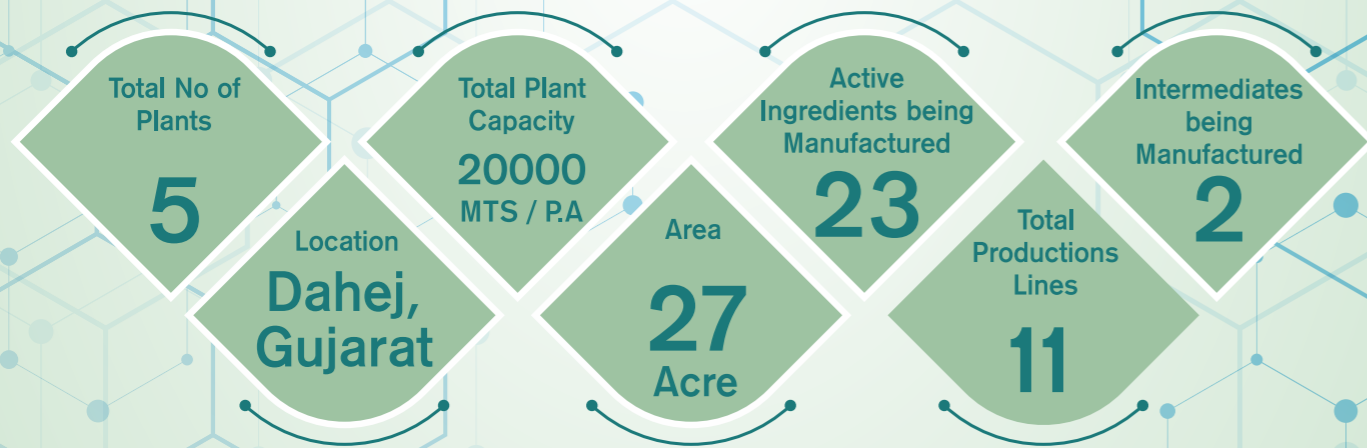 Total No of
Plants
5
Location
Dahej,
Gujarat
Total Plant
Capacity
20000
MTS / P.A
Area
27
Acre
Active
Ingredients being
Manufactured
23
Total
Productions
Lines
11
Intermediates
being
Manufactured
2